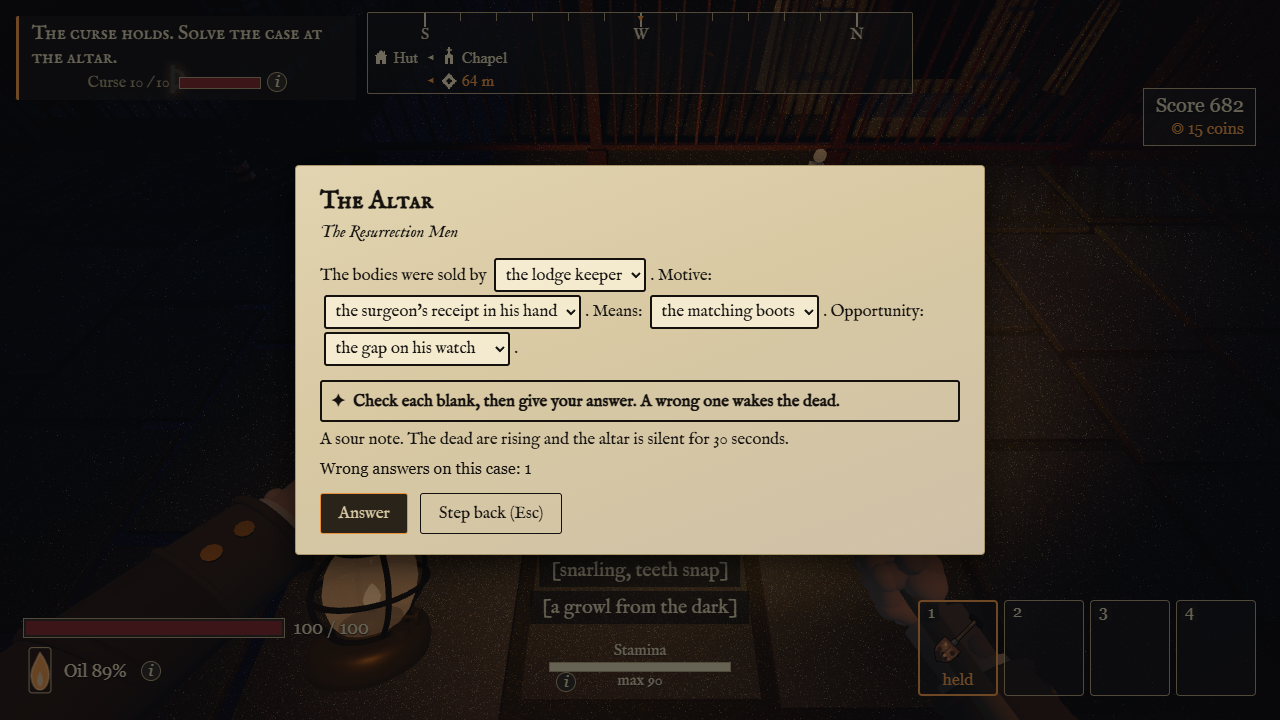 The curse holds. Solve the case at
the altar.
Curse 10 / 10 i
S W N
Hut Chapel
64 m
Score 682
15 coins
The Altar
The Resurrection Men
The bodies were sold by the lodge keeper . Motive:
the surgeon's receipt in his hand . Means: the matching boots . Opportunity:
the gap on his watch .
Check each blank, then give your answer. A wrong one wakes the dead.
A sour note. The dead are rising and the altar is silent for 30 seconds.
Wrong answers on this case: 1
Answer Step back (Esc)
[snarling, teeth snap]
[a growl from the dark]
100 / 100
Oil 89% i
Stamina
i max 90
1 2 3 4
held